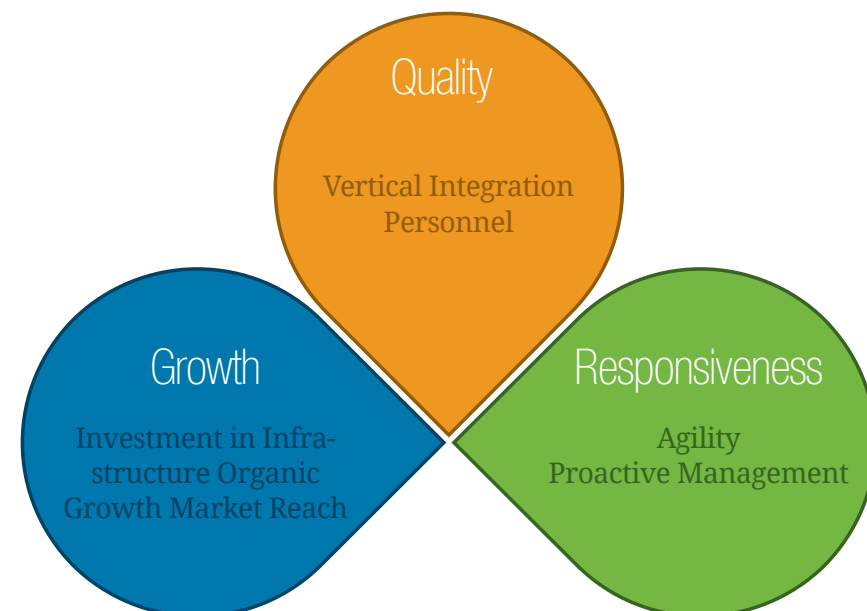 Quality
Vertical Integration
Personnel
Growth
Investment in Infra-
structure Organic
Growth Market Reach
Responsiveness
Agility
Proactive Management